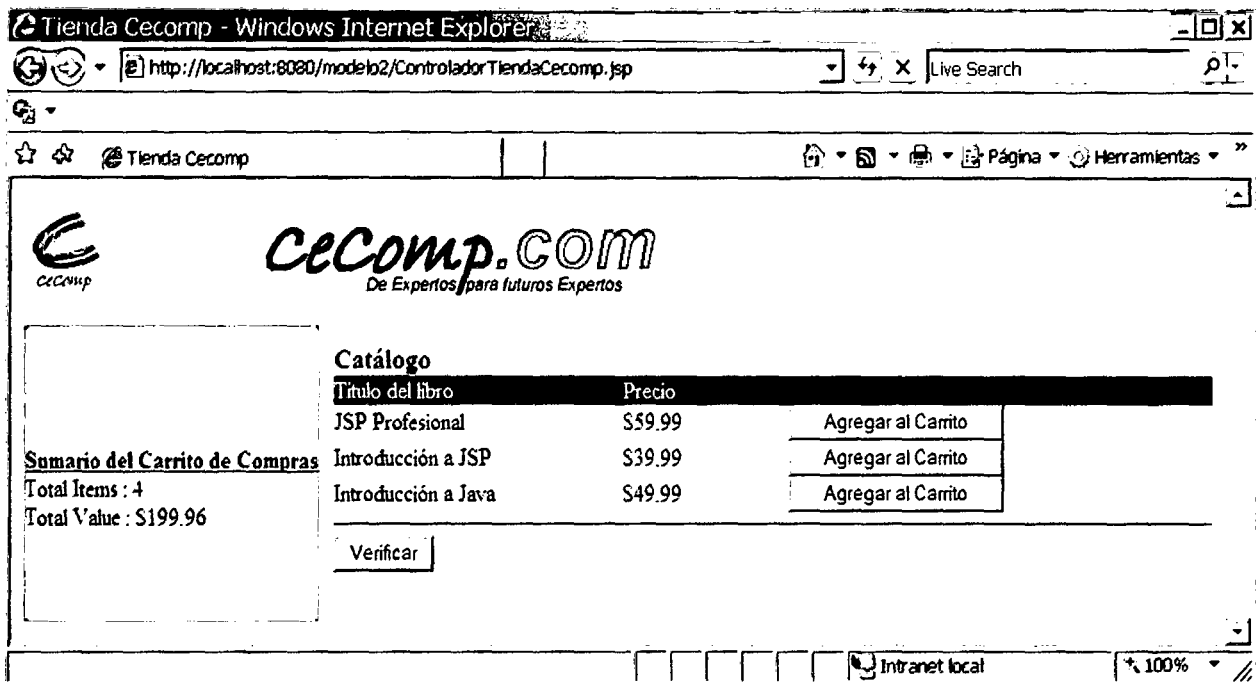 Tienda Cecomp - Windows Internet Explorer
http://localhost:8080/modelo2/ControladorTiendaCecomp.jsp
Live Search
Tienda Cecomp
Página
Herramientas
CeComp
CeComp.com
De Expertos para futuros Expertos
Catálogo
Titulo del libro Precio
JSP Profesional $59.99 Agregar al Carrito
Introducción a JSP $39.99 Agregar al Carrito
Introducción a Java $49.99 Agregar al Carrito
Verificar
Sumario del Carrito de Compras
Total Items : 4
Total Value : $199.96
Intranet local
100%